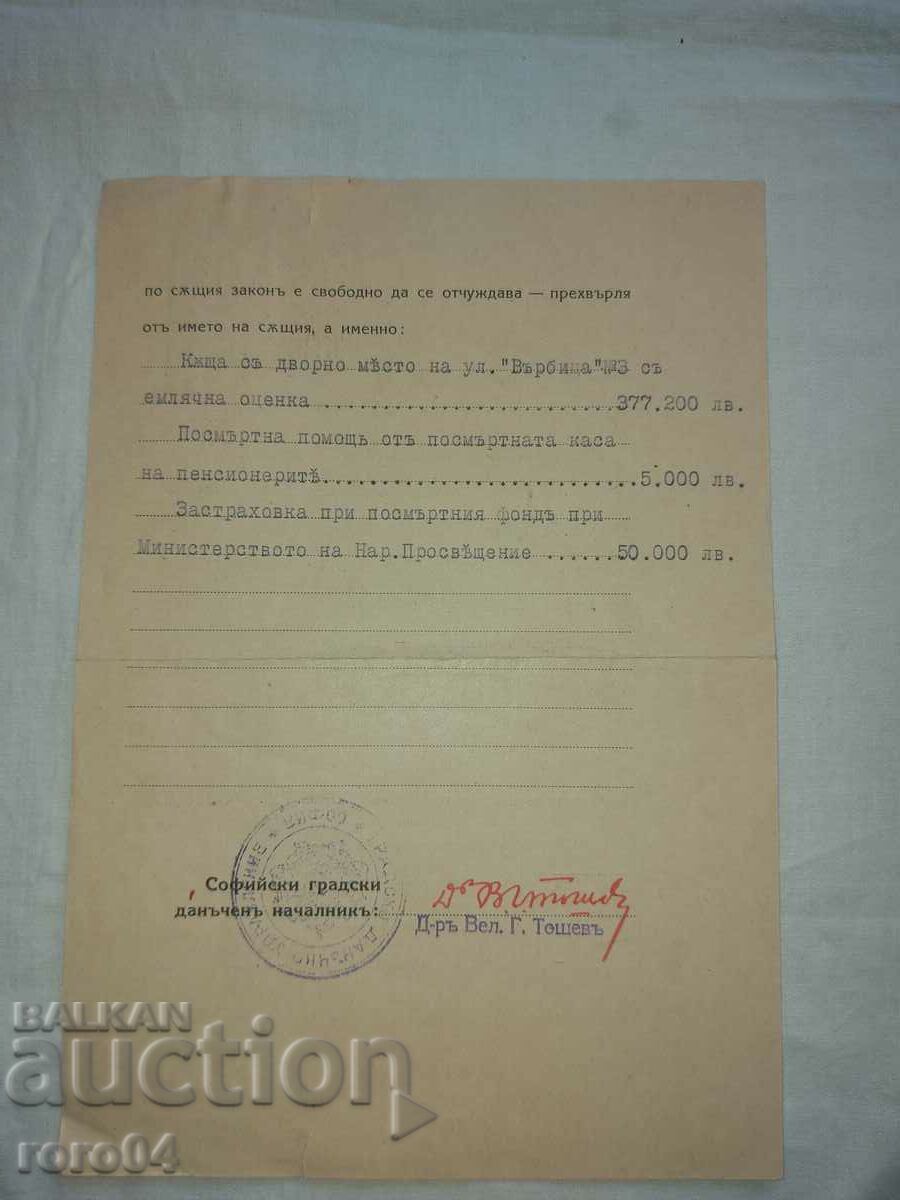 по сѫщия законъ е свободно да се отчуждава — прехвърля
отъ името на сѫщия, а именно:
Кѫща съ дворно мѣсто на ул. "Върбица" №3 съ
емлячна оценка ........................ 377.200 лв.
Посмъртна помощь отъ посмъртната каса
на пенсионеритѣ........................ 5.000 лв.
Застраховка при посмъртния фондъ при
Министерството на Нар.Просвѣщение ...... 50.000 лв.
СОФИЯ
Софийски градски
данъченъ началникъ:
Д-ръ Вел. Г. Тошевъ
BALKAN
auction
roro04